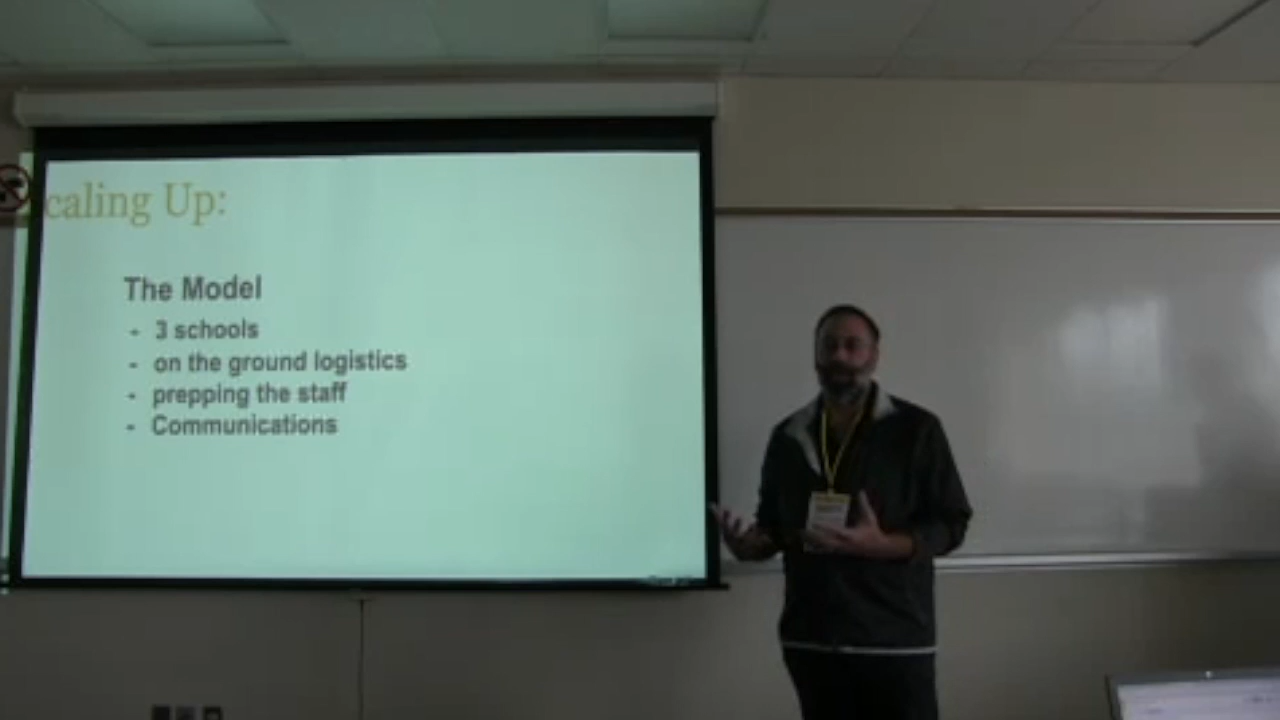 caling Up:
The Model
- 3 schools
- on the ground logistics
- prepping the staff
- Communications